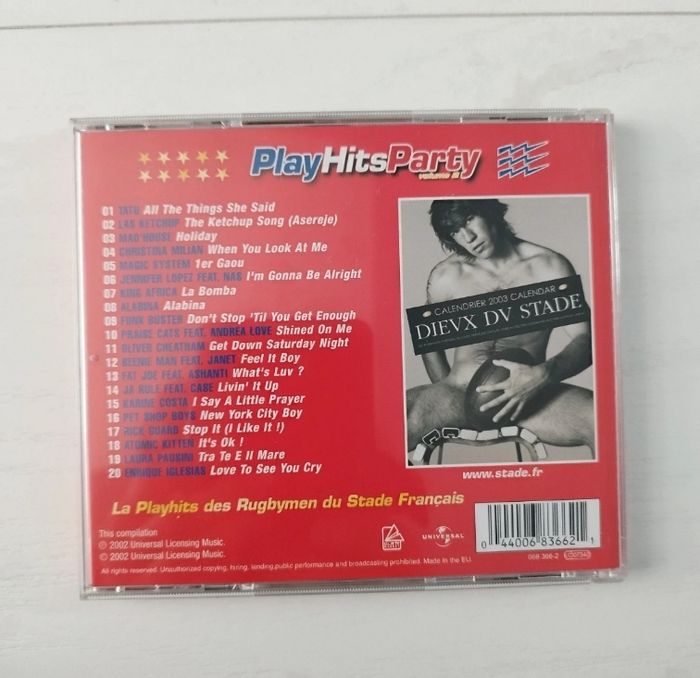 PlayHitsParty
volume II
01 TATU All The Things She Said
02 LAS KETCHUP The Ketchup Song (Asereje)
03 MAD'HOUSE Holiday
04 CHRISTINA MILIAN When You Look At Me
05 MAGIC SYSTEM 1er Gaou
06 JENNIFER LOPEZ FEAT. NAS I'm Gonna Be Alright
07 KING AFRICA La Bomba
08 ALABINA Alabina
09 FUNK BUSTER Don't Stop 'Til You Get Enough
10 PRAISE CATS FEAT. ANDREA LOVE Shined On Me
11 OLIVER CHEATHAM Get Down Saturday Night
12 BEENIE MAN FEAT. JANET Feel It Boy
13 FAT JOE FEAT. ASHANTI What's Luv ?
14 JA RULE FEAT. CASE Livin' It Up
15 KARINE COSTA I Say A Little Prayer
16 PET SHOP BOYS New York City Boy
17 RICK GUARD Stop It (I Like It !)
18 ATOMIC KITTEN It's Ok !
19 LAURA PAUSINI Tra Te E Il Mare
20 ENRIQUE IGLESIAS Love To See You Cry
CALENDRIER 2003 CALENDAR
DIEVX DV STADE
www.stade.fr
La Playhits des Rugbymen du Stade Français
This compilation
℗ 2002 Universal Licensing Music.
© 2002 Universal Licensing Music.
All rights reserved. Unauthorized copying, hiring, lending, public performance and broadcasting prohibited. Made in the EU.
UNIVERSAL
0 44006 83662 1
068 366-2